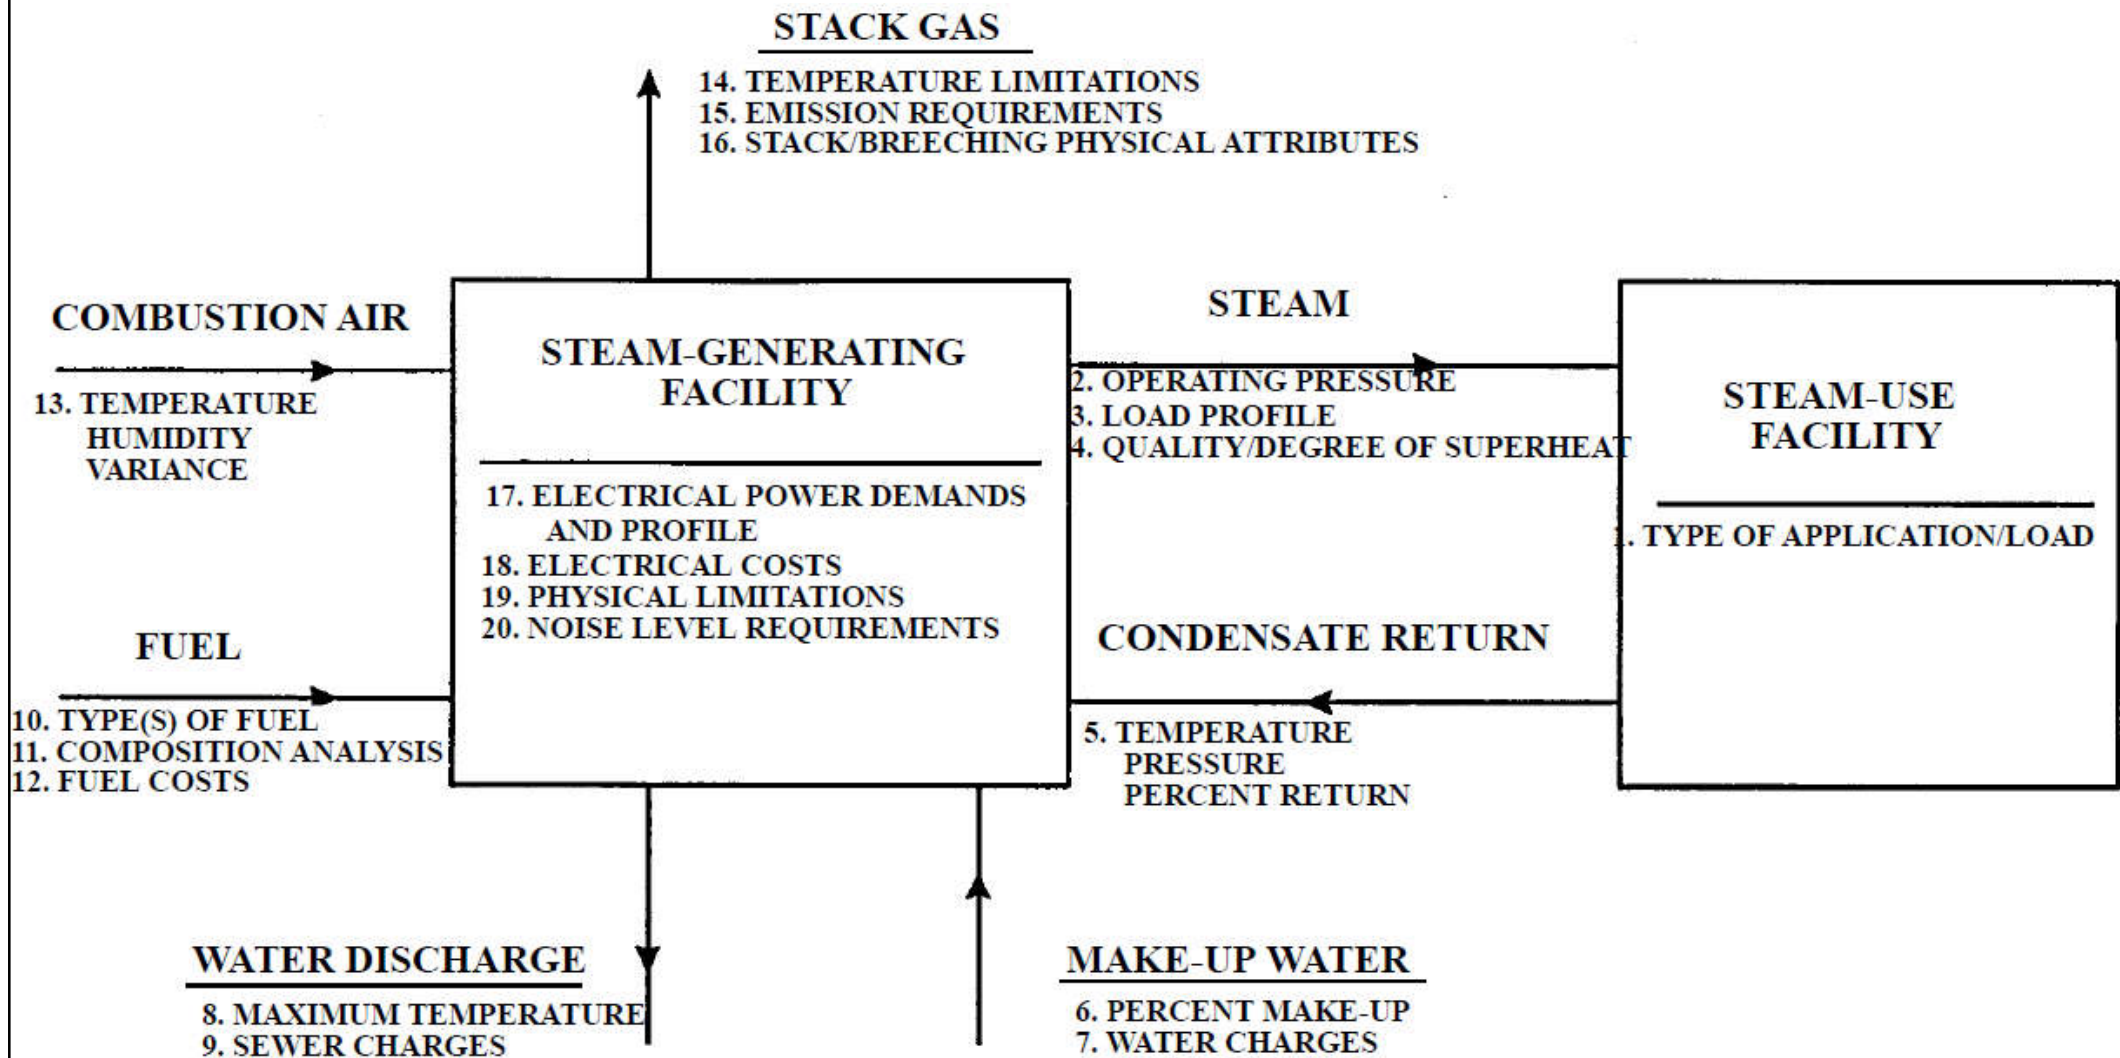 STACK GAS
14. TEMPERATURE LIMITATIONS
15. EMISSION REQUIREMENTS
16. STACK/BREECHING PHYSICAL ATTRIBUTES
COMBUSTION AIR
13. TEMPERATURE
HUMIDITY
VARIANCE
STEAM-GENERATING
FACILITY
17. ELECTRICAL POWER DEMANDS
AND PROFILE
18. ELECTRICAL COSTS
19. PHYSICAL LIMITATIONS
20. NOISE LEVEL REQUIREMENTS
STEAM
2. OPERATING PRESSURE
3. LOAD PROFILE
4. QUALITY/DEGREE OF SUPERHEAT
STEAM-USE
FACILITY
1. TYPE OF APPLICATION/LOAD
FUEL
10. TYPE(S) OF FUEL
11. COMPOSITION ANALYSIS
12. FUEL COSTS
CONDENSATE RETURN
5. TEMPERATURE
PRESSURE
PERCENT RETURN
WATER DISCHARGE
8. MAXIMUM TEMPERATURE
9. SEWER CHARGES
MAKE-UP WATER
6. PERCENT MAKE-UP
7. WATER CHARGES